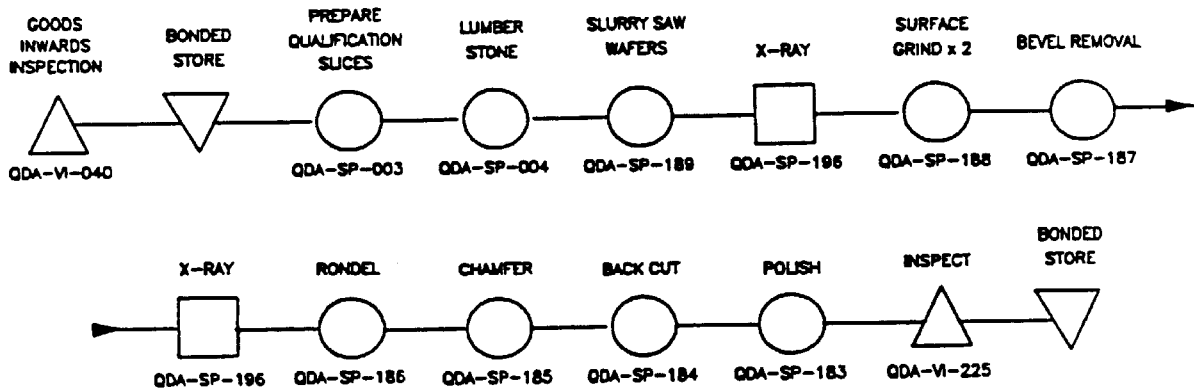 GOODS
INWARDS
INSPECTION
BONDED
STORE
PREPARE
QUALIFICATION
SLICES
LUMBER
STONE
SLURRY SAW
WAFERS
X-RAY
SURFACE
GRIND x 2
BEVEL REMOVAL
QDA-VI-040
QDA-SP-003
QDA-SP-004
QDA-SP-189
QDA-SP-196
QDA-SP-188
QDA-SP-187
X-RAY
RONDEL
CHAMFER
BACK CUT
POLISH
INSPECT
BONDED
STORE
QDA-SP-196
QDA-SP-186
QDA-SP-185
QDA-SP-184
QDA-SP-183
QDA-VI-225